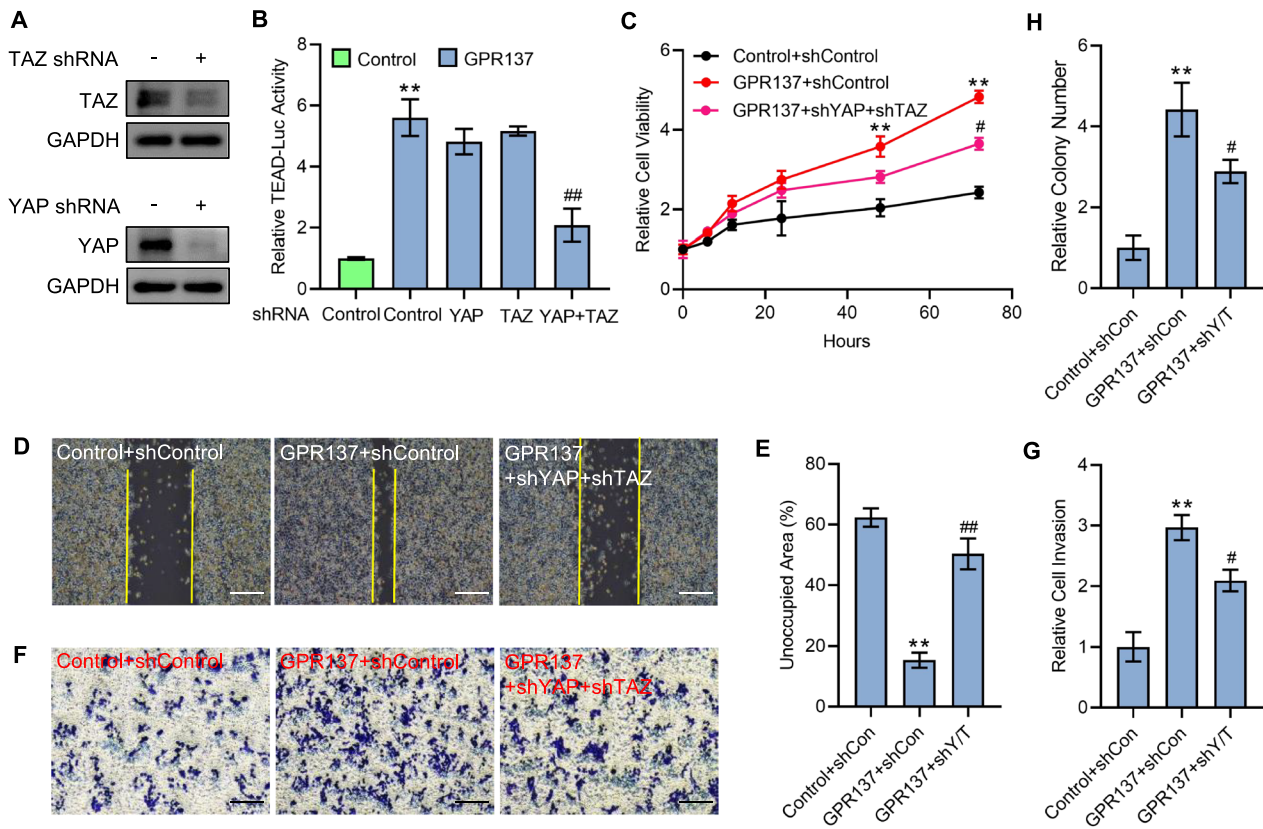 A
TAZ shRNA - +
TAZ
GAPDH
YAP shRNA - +
YAP
GAPDH
B
Relative TEAD-Luc Activity
8
6
4
2
0
Control GPR137
**
##
shRNA Control Control YAP TAZ YAP+TAZ
C
Relative Cell Viability
6
4
2
0
Control+shControl
GPR137+shControl
GPR137+shYAP+shTAZ
**
**
#
0 20 40 60 80
Hours
H
Relative Colony Number
6
4
2
0
**
#
Control+shCon
GPR137+shCon
GPR137+shY/T
D
Control+shControl
GPR137+shControl
GPR137
+shYAP+shTAZ
E
Unoccupied Area (%)
80
60
40
20
0
**
##
Control+shCon
GPR137+shCon
GPR137+shY/T
G
Relative Cell Invasion
4
3
2
1
0
**
#
Control+shCon
GPR137+shCon
GPR137+shY/T
F
Control+shControl
GPR137+shControl
GPR137
+shYAP+shTAZ